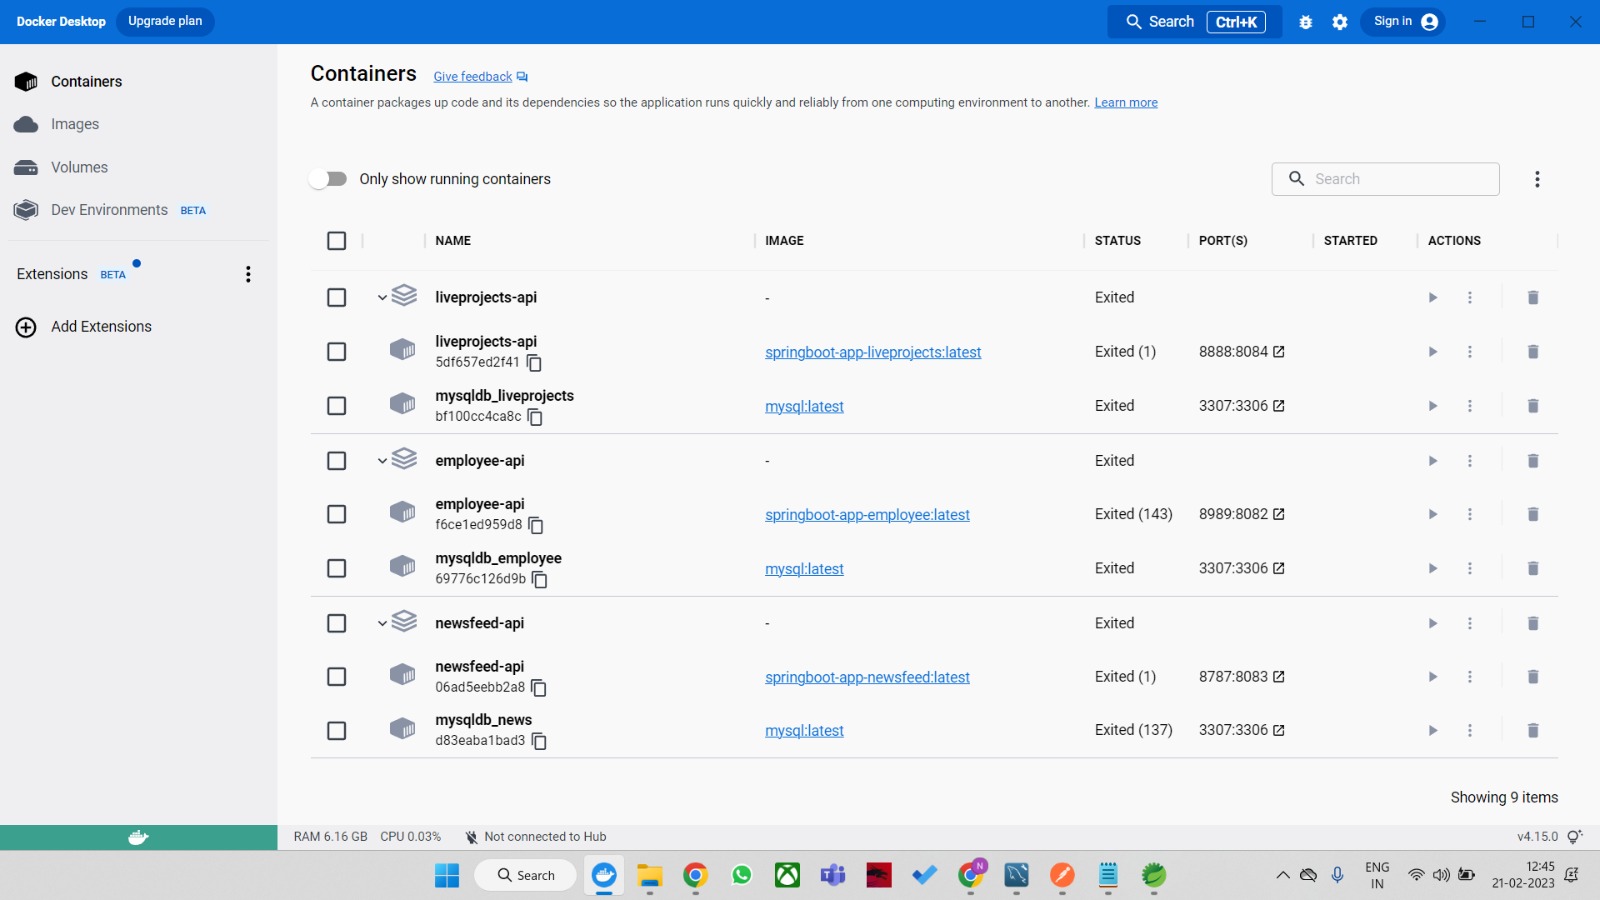 Docker Desktop Upgrade plan Search Ctrl+K Sign in
Containers
Images
Volumes
Dev Environments BETA
Extensions BETA
Add Extensions
Containers Give feedback
A container packages up code and its dependencies so the application runs quickly and reliably from one computing environment to another. Learn more
Only show running containers Search
NAME IMAGE STATUS PORT(S) STARTED ACTIONS
liveprojects-api - Exited
liveprojects-api
5df657ed2f41 springboot-app-liveprojects:latest Exited (1) 8888:8084
mysqldb_liveprojects
bf100cc4ca8c mysql:latest Exited 3307:3306
employee-api - Exited
employee-api
f6ce1ed959d8 springboot-app-employee:latest Exited (143) 8989:8082
mysqldb_employee
69776c126d9b mysql:latest Exited 3307:3306
newsfeed-api - Exited
newsfeed-api
06ad5eebb2a8 springboot-app-newsfeed:latest Exited (1) 8787:8083
mysqldb_news
d83eaba1bad3 mysql:latest Exited (137) 3307:3306
Showing 9 items
RAM 6.16 GB CPU 0.03% Not connected to Hub v4.15.0
Search N ENG 12:45
IN 21-02-2023